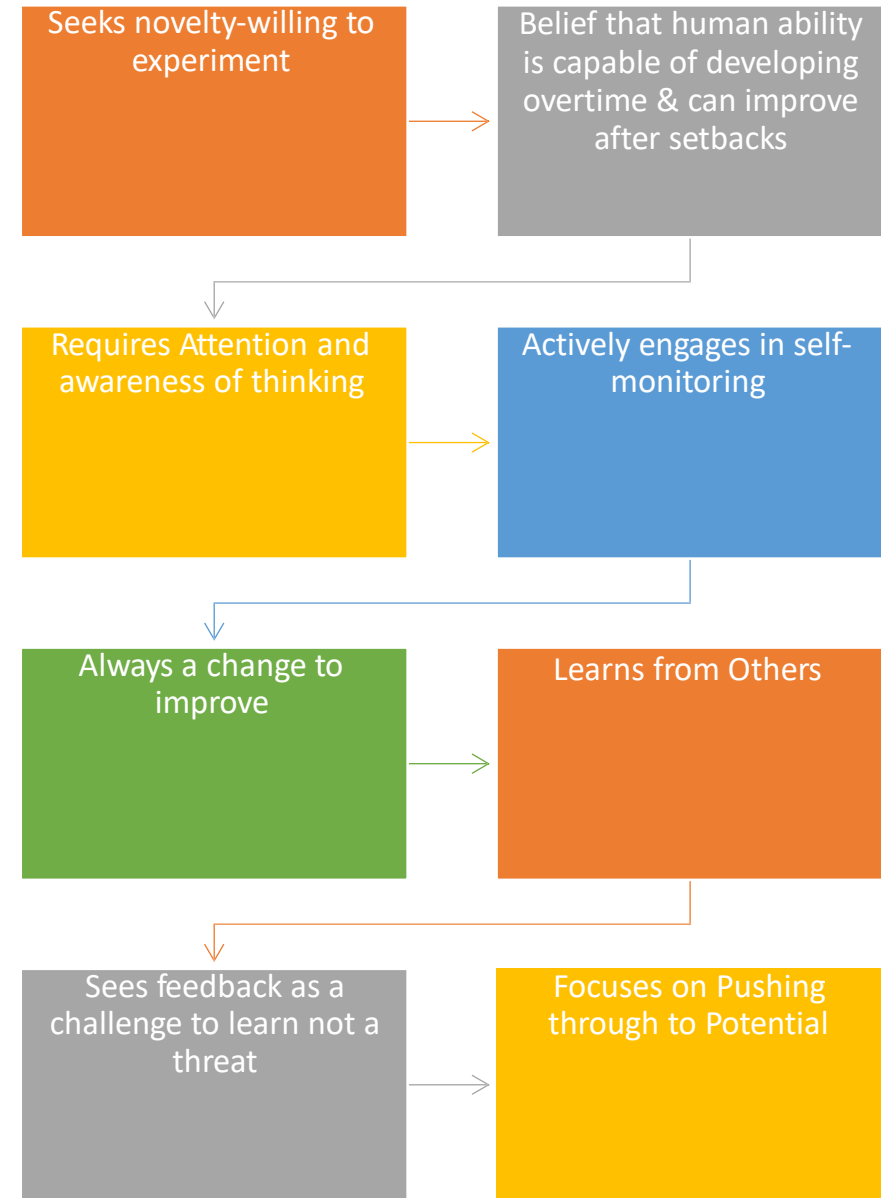 Seeks novelty-willing to
experiment
Belief that human ability
is capable of developing
overtime & can improve
after setbacks
Requires Attention and
awareness of thinking
Actively engages in self-
monitoring
Always a change to
improve
Learns from Others
Sees feedback as a
challenge to learn not a
threat
Focuses on Pushing
through to Potential